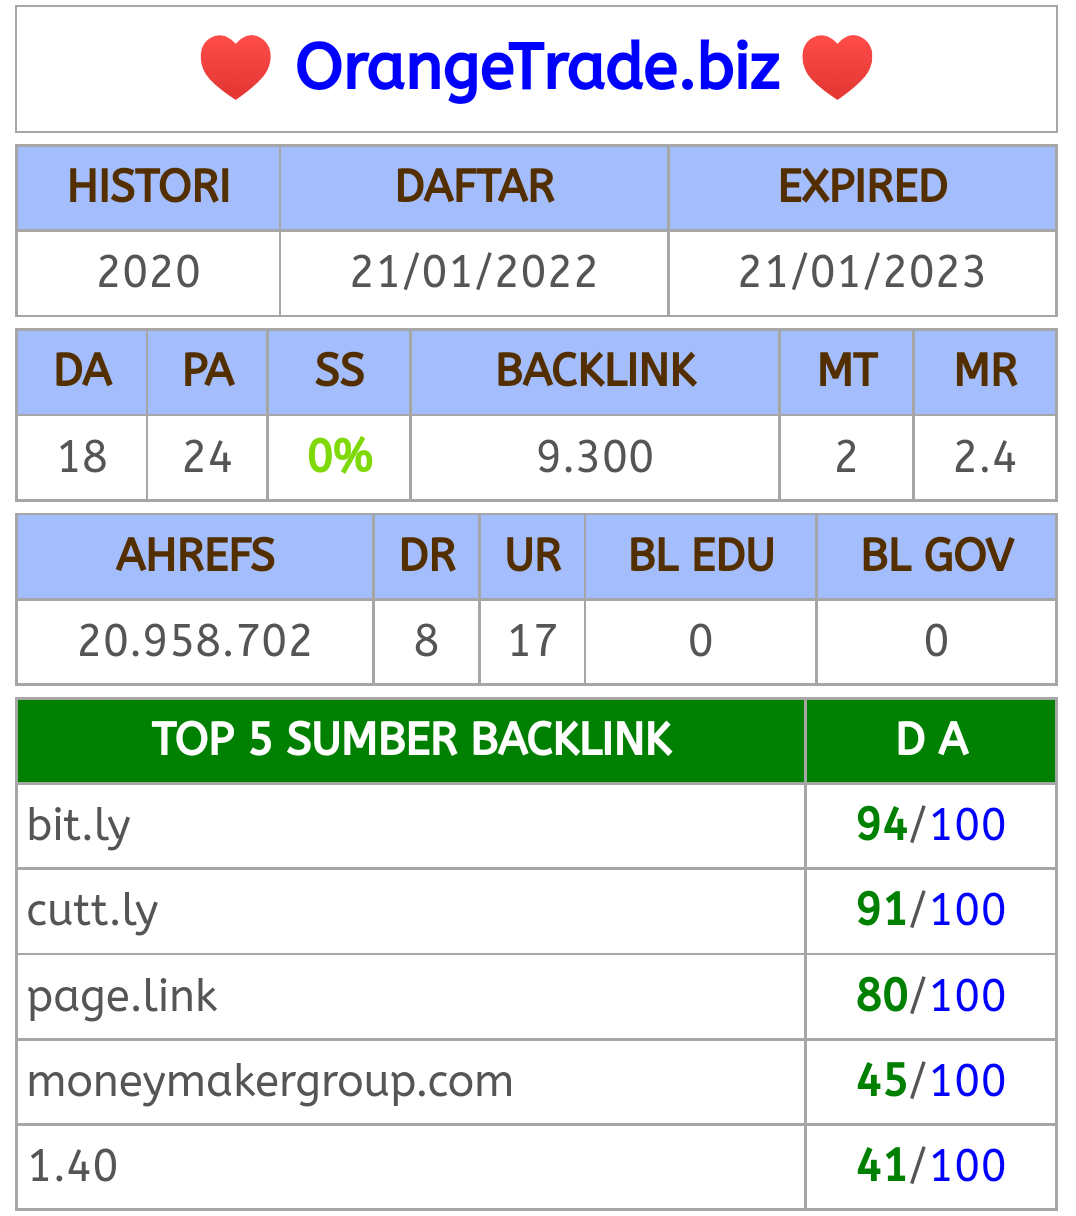 OrangeTrade.biz
HISTORI DAFTAR EXPIRED
2020 21/01/2022 21/01/2023
DA PA SS BACKLINK MT MR
18 24 0% 9.300 2 2.4
AHREFS DR UR BL EDU BL GOV
20.958.702 8 17 0 0
TOP 5 SUMBER BACKLINK D A
bit.ly 94/100
cutt.ly 91/100
page.link 80/100
moneymakergroup.com 45/100
1.40 41/100